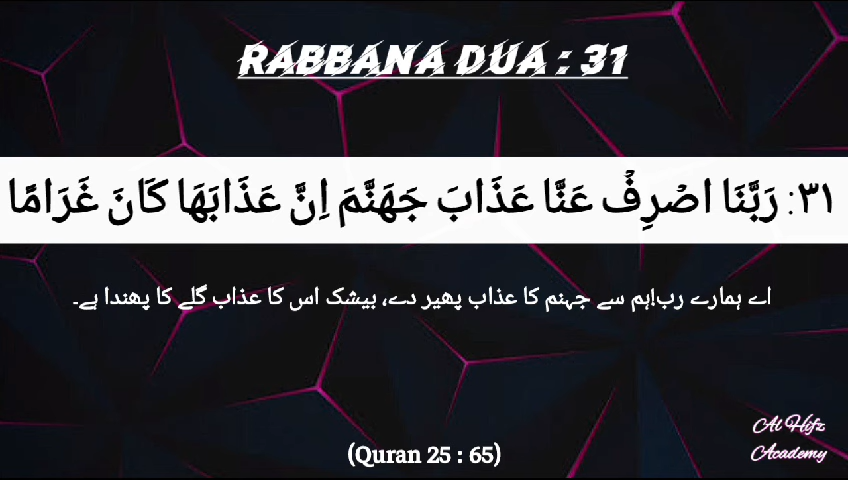 RABBANA DUA : 31
٣١: رَبَّنَا اصْرِفْ عَنَّا عَذَابَ جَهَنَّمَ اِنَّ عَذَابَهَا كَانَ غَرَامًا
اے ہمارے رب!ہم سے جہنم کا عذاب پھیر دے، بیشک اس کا عذاب گلے کا پھندا ہے۔
(Quran 25 : 65)
Al Hifz
Academy